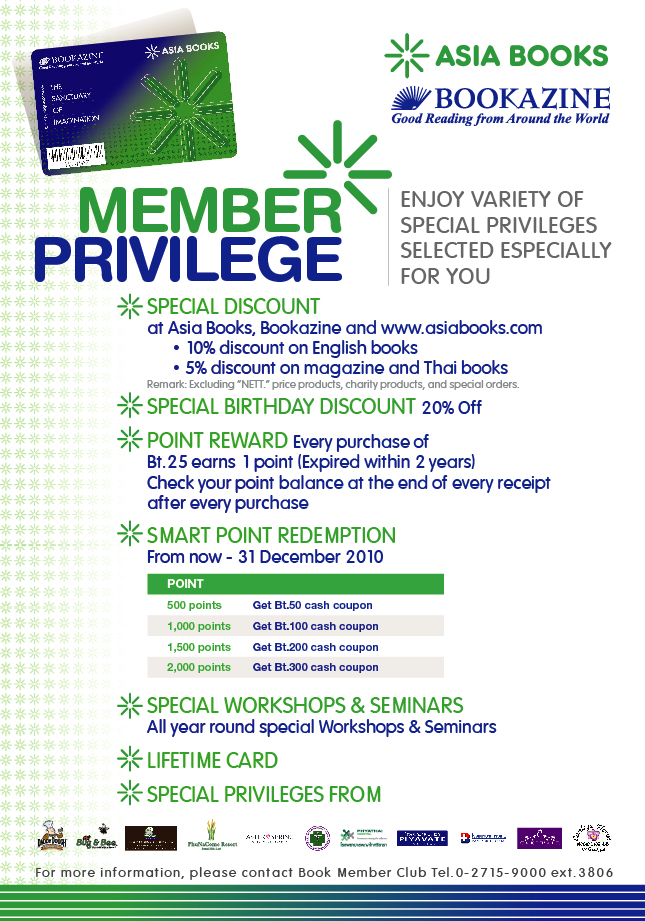 BOOKAZINE
ASIA BOOKS
THE
SANCTUARY
OF
IMAGINATION
ASIA BOOKS
BOOKAZINE
Good Reading from Around the World
MEMBER
PRIVILEGE
ENJOY VARIETY OF
SPECIAL PRIVILEGES
SELECTED ESPECIALLY
FOR YOU
SPECIAL DISCOUNT
at Asia Books, Bookazine and www.asiabooks.com
• 10% discount on English books
• 5% discount on magazine and Thai books
Remark: Excluding "NETT." price products, charity products, and special orders.
SPECIAL BIRTHDAY DISCOUNT 20% Off
POINT REWARD Every purchase of
Bt.25 earns 1 point (Expired within 2 years)
Check your point balance at the end of every receipt
after every purchase
SMART POINT REDEMPTION
From now - 31 December 2010
POINT
500 points Get Bt.50 cash coupon
1,000 points Get Bt.100 cash coupon
1,500 points Get Bt.200 cash coupon
2,000 points Get Bt.300 cash coupon
SPECIAL WORKSHOPS & SEMINARS
All year round special Workshops & Seminars
LIFETIME CARD
SPECIAL PRIVILEGES FROM
Bug & Bee
PhuNaCome Resort
PHYATHAI
PIYAVATE
For more information, please contact Book Member Club Tel.0-2715-9000 ext.3806